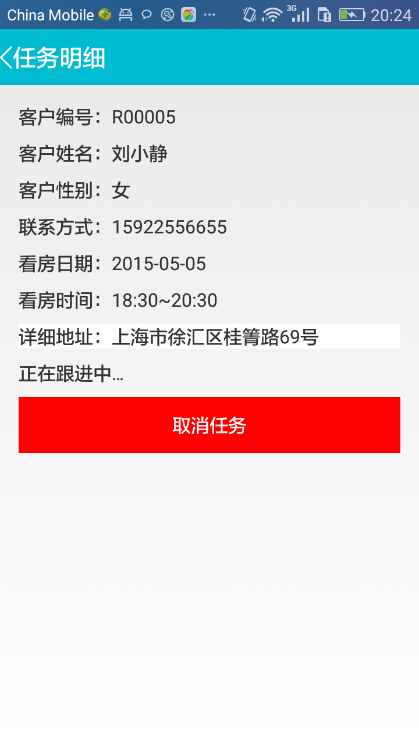 China Mobile 3G 20:24
任务明细
客户编号：R00005
客户姓名：刘小静
客户性别：女
联系方式：15922556655
看房日期：2015-05-05
看房时间：18:30~20:30
详细地址：上海市徐汇区桂箐路69号
正在跟进中...
取消任务